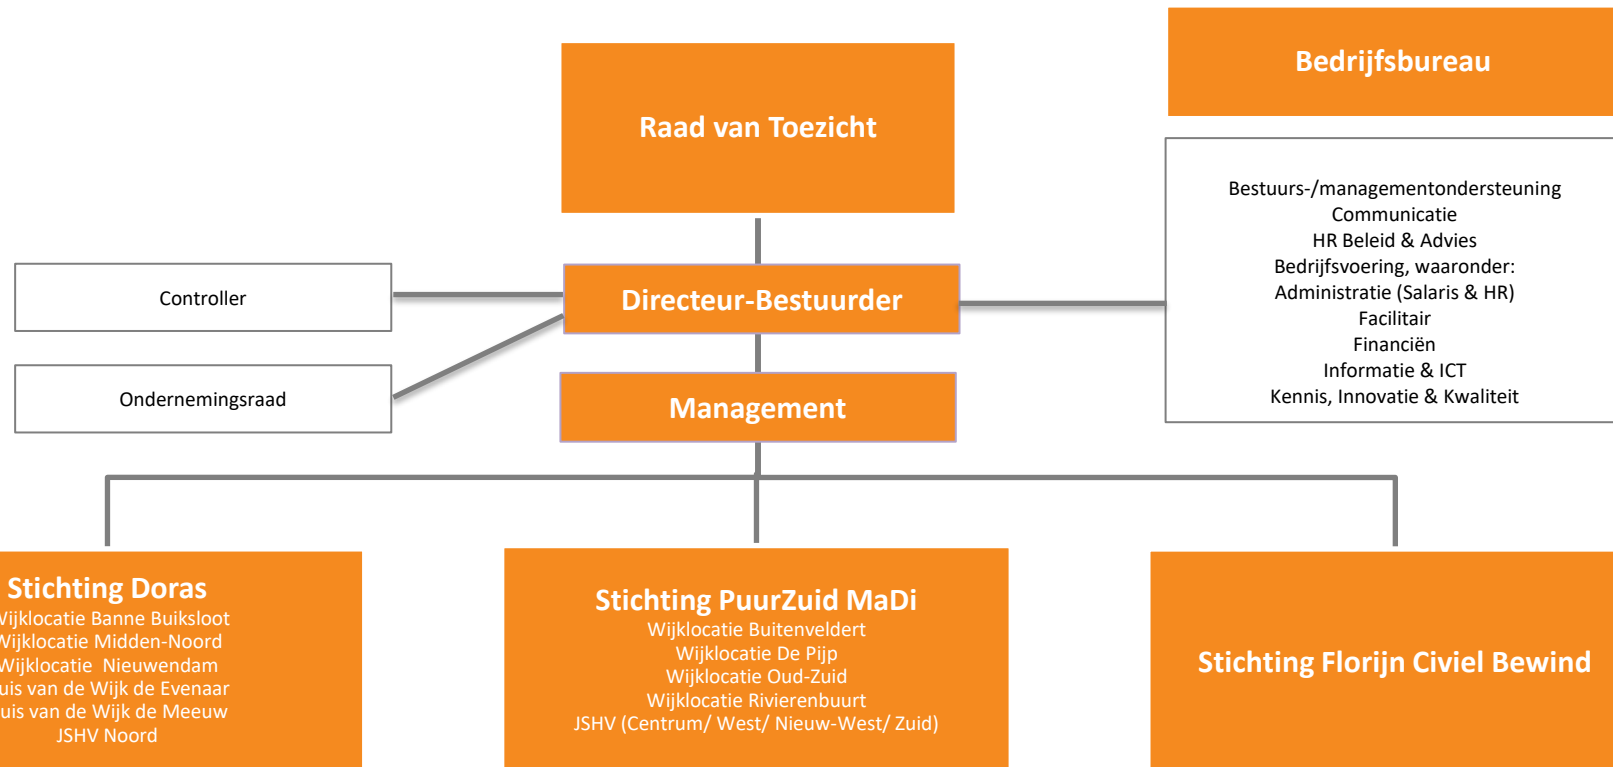 Bedrijfsbureau
Raad van Toezicht
Bestuurs-/managementondersteuning
Communicatie
HR Beleid & Advies
Bedrijfsvoering, waaronder:
Administratie (Salaris & HR)
Facilitair
Financiën
Informatie & ICT
Kennis, Innovatie & Kwaliteit
Controller
Directeur-Bestuurder
Ondernemingsraad
Management
Stichting Doras
Wijklocatie Banne Buiksloot
Wijklocatie Midden-Noord
Wijklocatie Nieuwendam
uis van de Wijk de Evenaar
uis van de Wijk de Meeuw
JSHV Noord
Stichting PuurZuid MaDi
Wijklocatie Buitenveldert
Wijklocatie De Pijp
Wijklocatie Oud-Zuid
Wijklocatie Rivierenbuurt
JSHV (Centrum/ West/ Nieuw-West/ Zuid)
Stichting Florijn Civiel Bewind